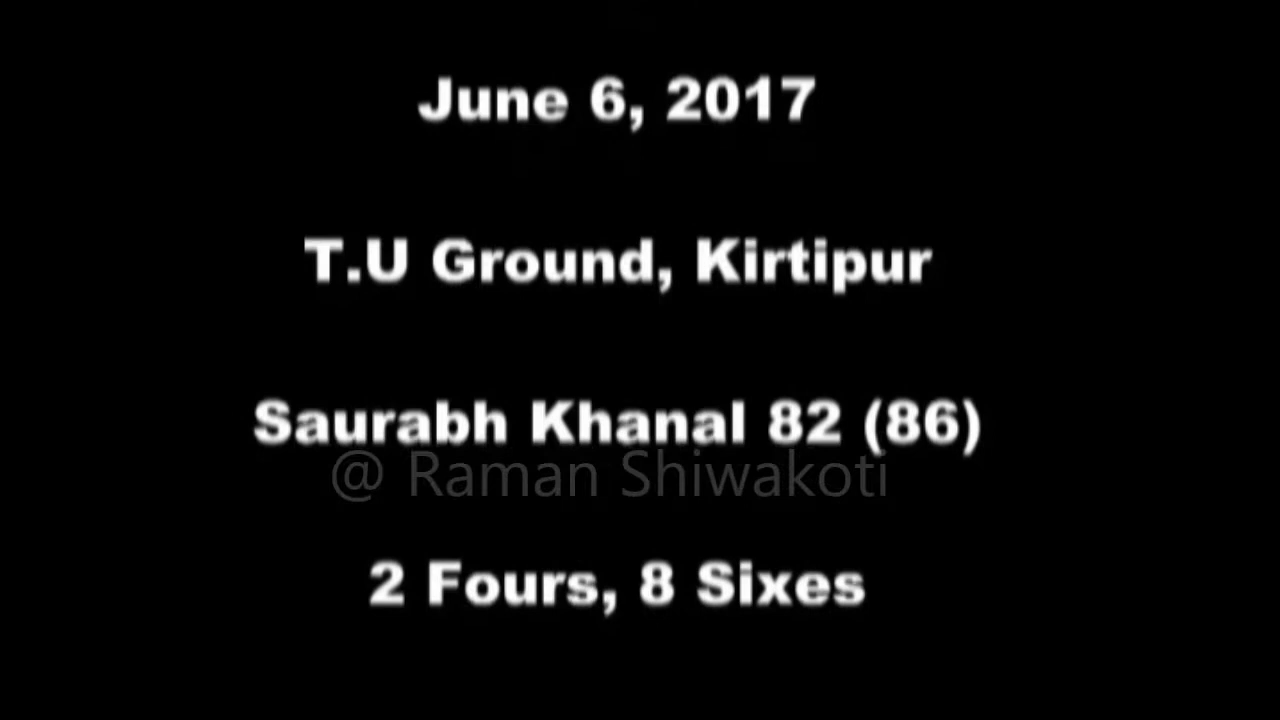 June 6, 2017
T.U Ground, Kirtipur
Saurabh Khanal 82 (86)
@ Raman Shiwakoti
2 Fours, 8 Sixes